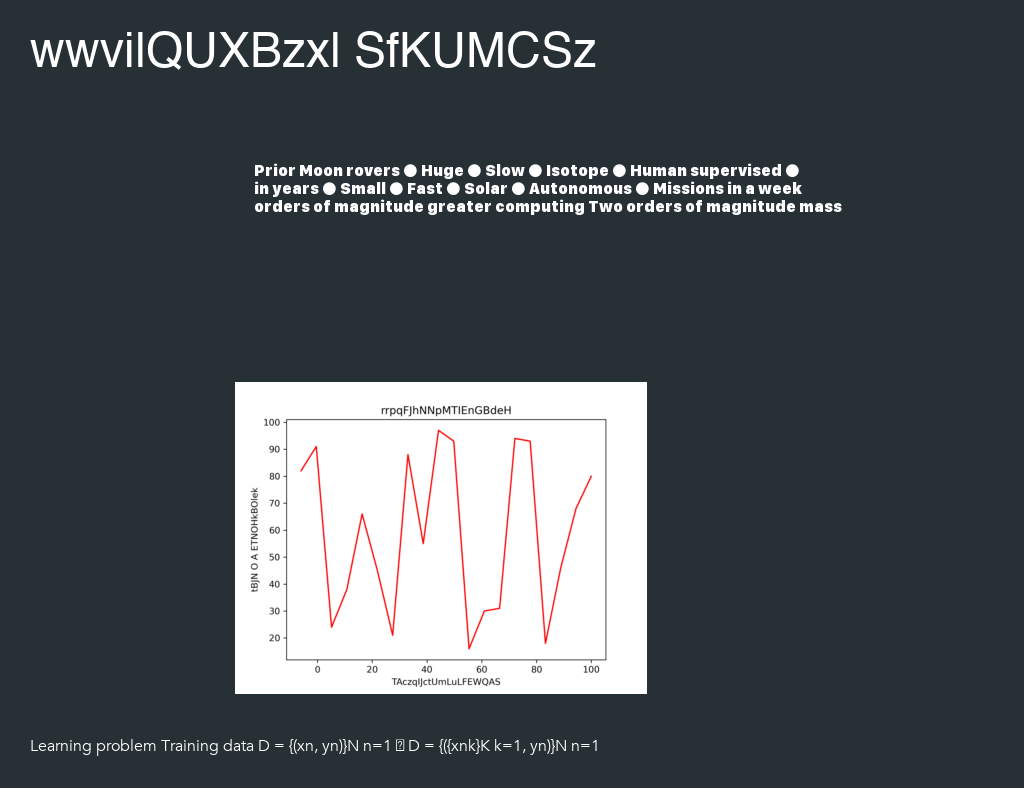 wwvilQUXBzxl SfKUMCSz
Prior Moon rovers ● Huge ● Slow ● Isotope ● Human supervised ●
in years ● Small ● Fast ● Solar ● Autonomous ● Missions in a week
orders of magnitude greater computing Two orders of magnitude mass
rrpqFJhNNpMTIEnGBdeH
100
90
80
70
60
50
40
30
20
tBJN O A ETNOHkBOlek
0 20 40 60 80 100
TAczqIJctUmLuLFEWQAS
Learning problem Training data D = {(xn, yn)}N n=1 D = {({xnk}K k=1, yn)}N n=1